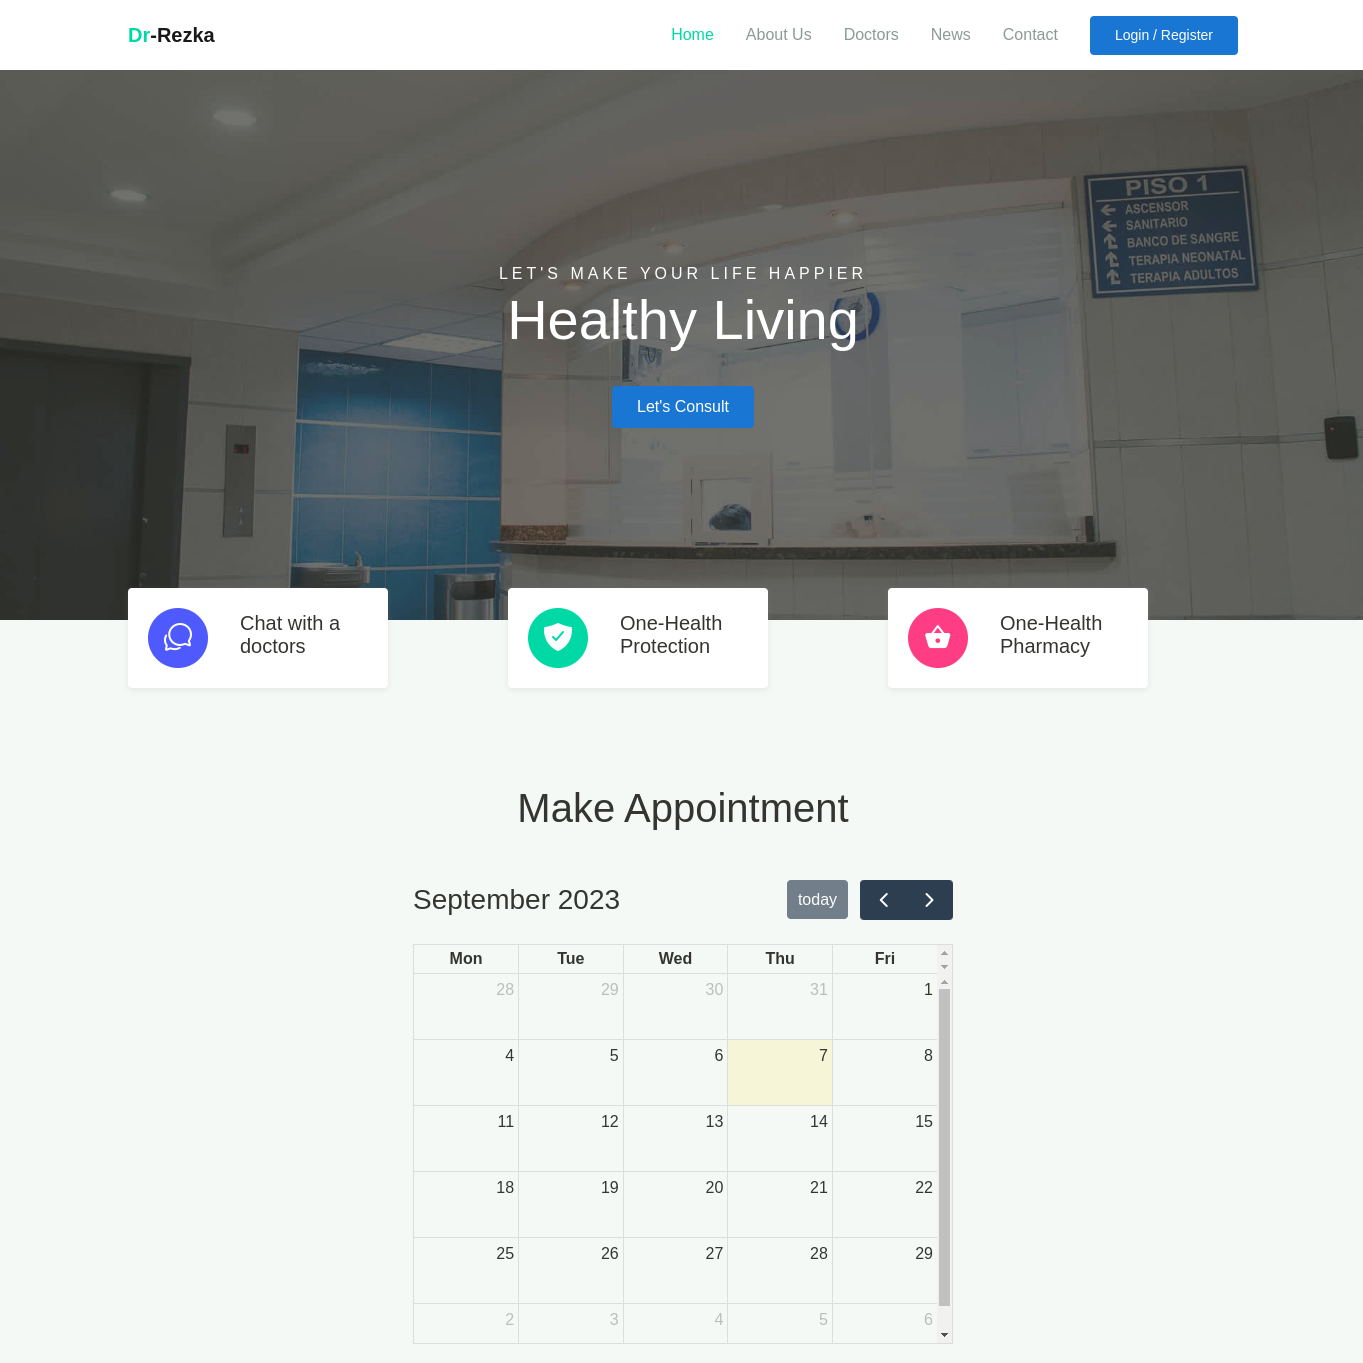 Dr-Rezka
Home About Us Doctors News Contact Login / Register
PISO 1
ASCENSOR
SANITARIO
BANCO DE SANGRE
TERAPIA NEONATAL
TERAPIA ADULTOS
LET'S MAKE YOUR LIFE HAPPIER
Healthy Living
Let's Consult
Chat with a
doctors
One-Health
Protection
One-Health
Pharmacy
Make Appointment
September 2023 today
Mon Tue Wed Thu Fri
28 29 30 31 1
4 5 6 7 8
11 12 13 14 15
18 19 20 21 22
25 26 27 28 29
2 3 4 5 6